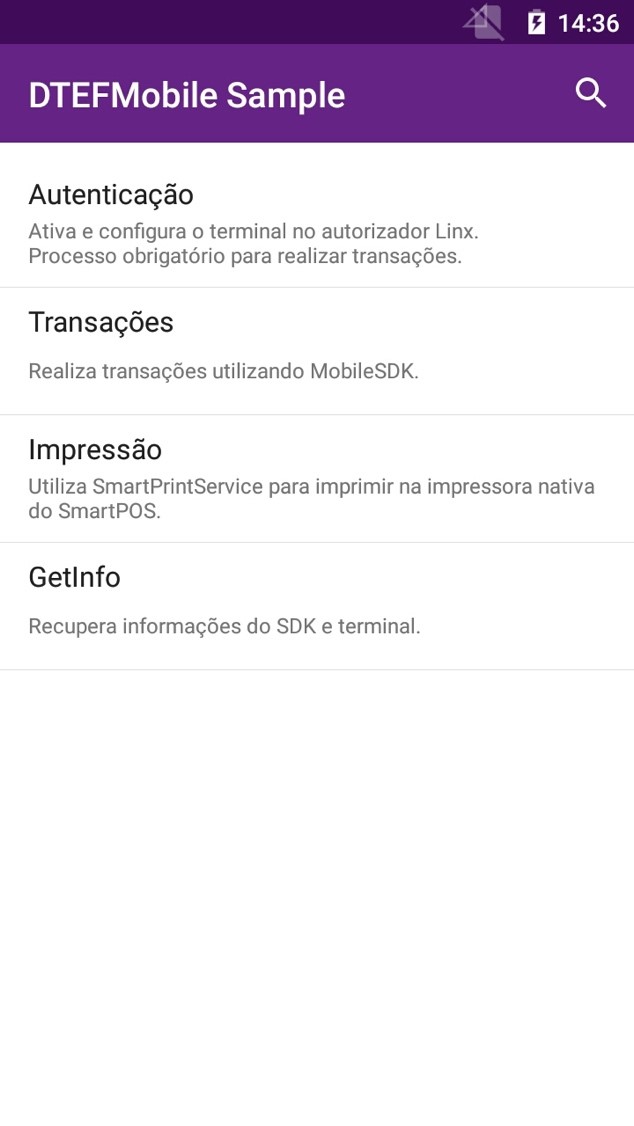 14:36
DTEFMobile Sample
Autenticação
Ativa e configura o terminal no autorizador Linx.
Processo obrigatório para realizar transações.
Transações
Realiza transações utilizando MobileSDK.
Impressão
Utiliza SmartPrintService para imprimir na impressora nativa
do SmartPOS.
GetInfo
Recupera informações do SDK e terminal.